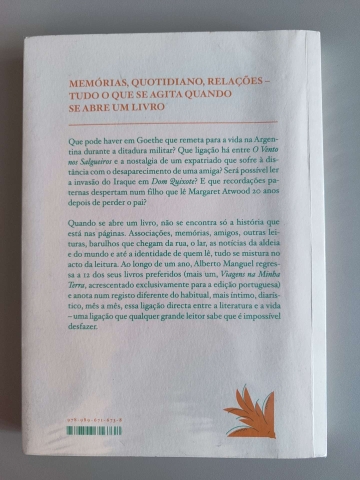 MEMÓRIAS, QUOTIDIANO, RELAÇÕES –
TUDO O QUE SE AGITA QUANDO
SE ABRE UM LIVRO
Que pode haver em Goethe que remeta para a vida na Argen-
tina durante a ditadura militar? Que ligação há entre O Vento
nos Salgueiros e a nostalgia de um expatriado que sofre à dis-
tância com o desaparecimento de uma amiga? Será possível ler
a invasão do Iraque em Dom Quixote? E que recordações pa-
ternas despertam num filho que lê Margaret Atwood 20 anos
depois de perder o pai?
Quando se abre um livro, não se encontra só a história que
está nas páginas. Associações, memórias, amigos, outras lei-
turas, barulhos que chegam da rua, o lar, as notícias da aldeia
e do mundo e até a identidade de quem lê, tudo se mistura no
acto da leitura. Ao longo de um ano, Alberto Manguel regres-
sa a 12 dos seus livros preferidos (mais um, Viagens na Minha
Terra, acrescentado exclusivamente para a edição portuguesa)
e anota num registo diferente do habitual, mais íntimo, diarís-
tico, mês a mês, essa ligação directa entre a literatura e a vida
– uma ligação que qualquer grande leitor sabe que é impossível
desfazer.